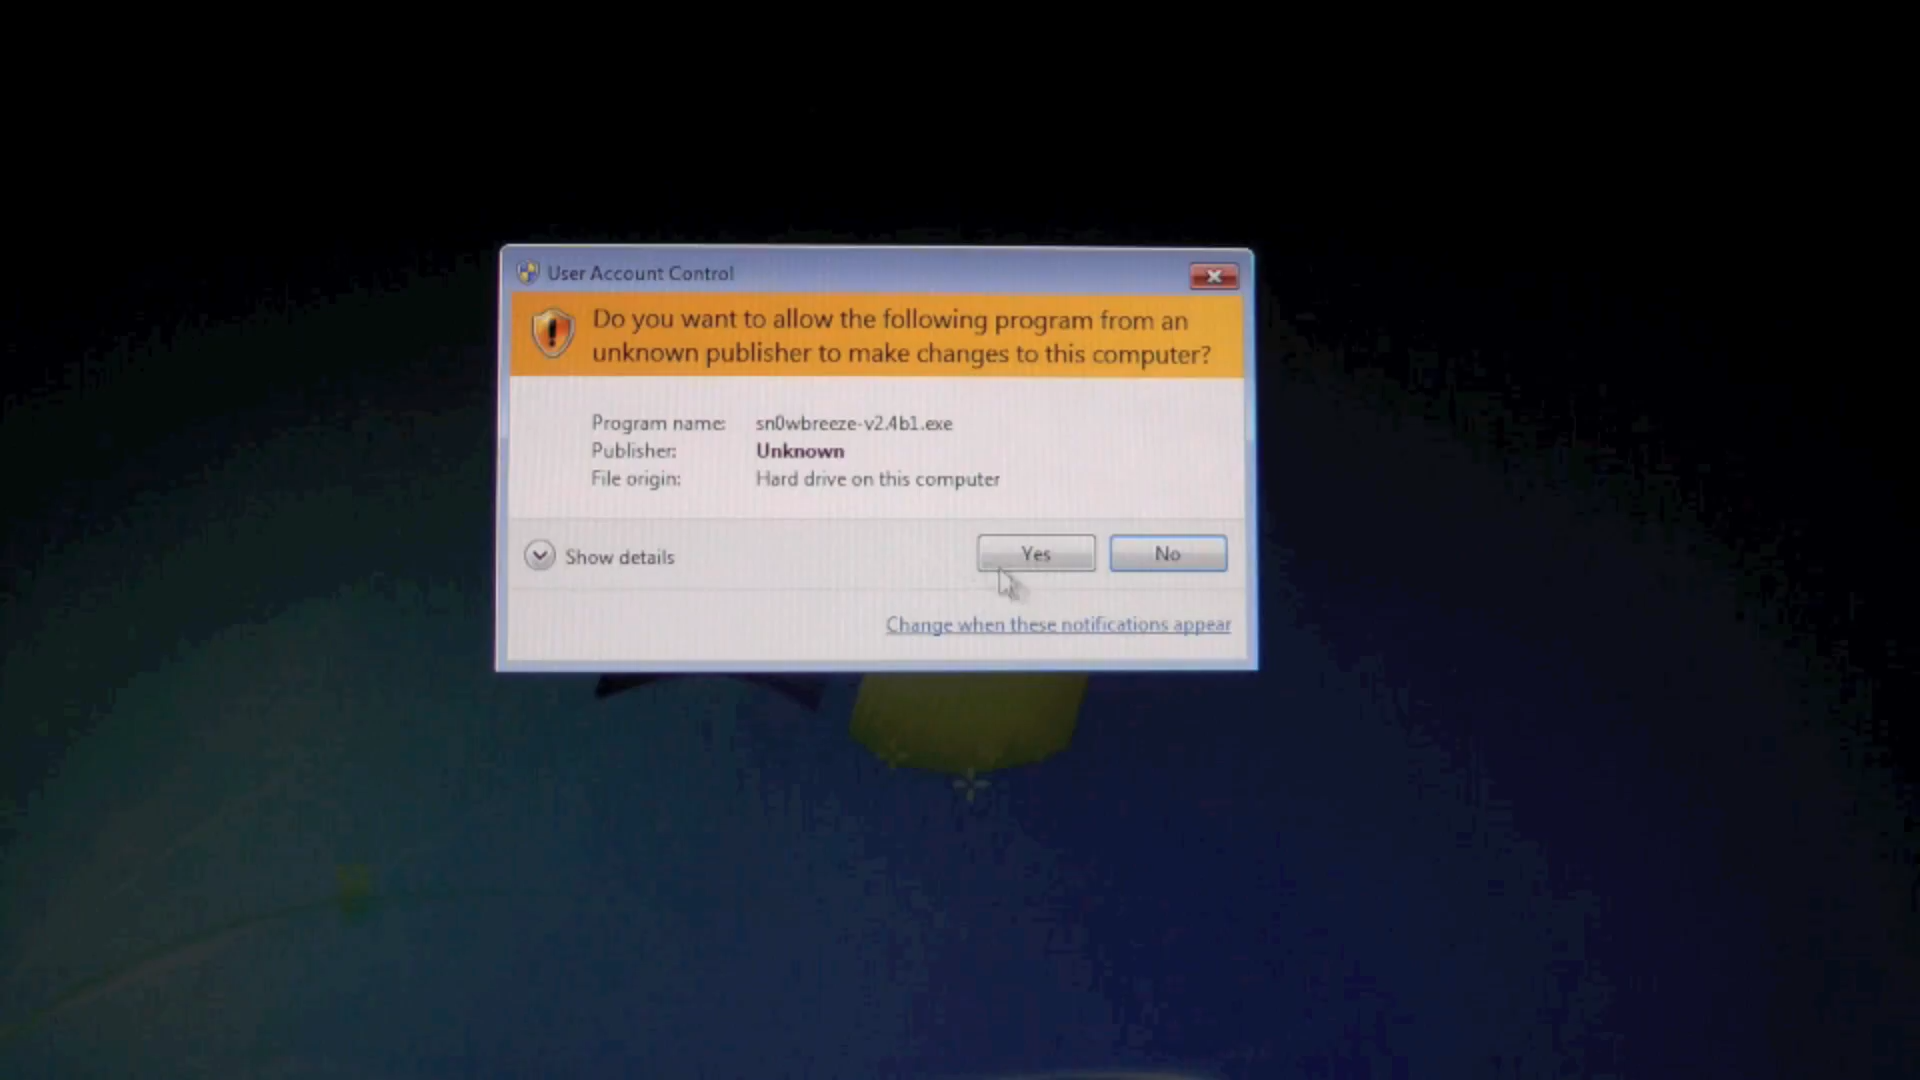 User Account Control
Do you want to allow the following program from an
unknown publisher to make changes to this computer?
Program name: sn0wbreeze-v2.4b1.exe
Publisher: Unknown
File origin: Hard drive on this computer
Show details
Yes
No
Change when these notifications appear